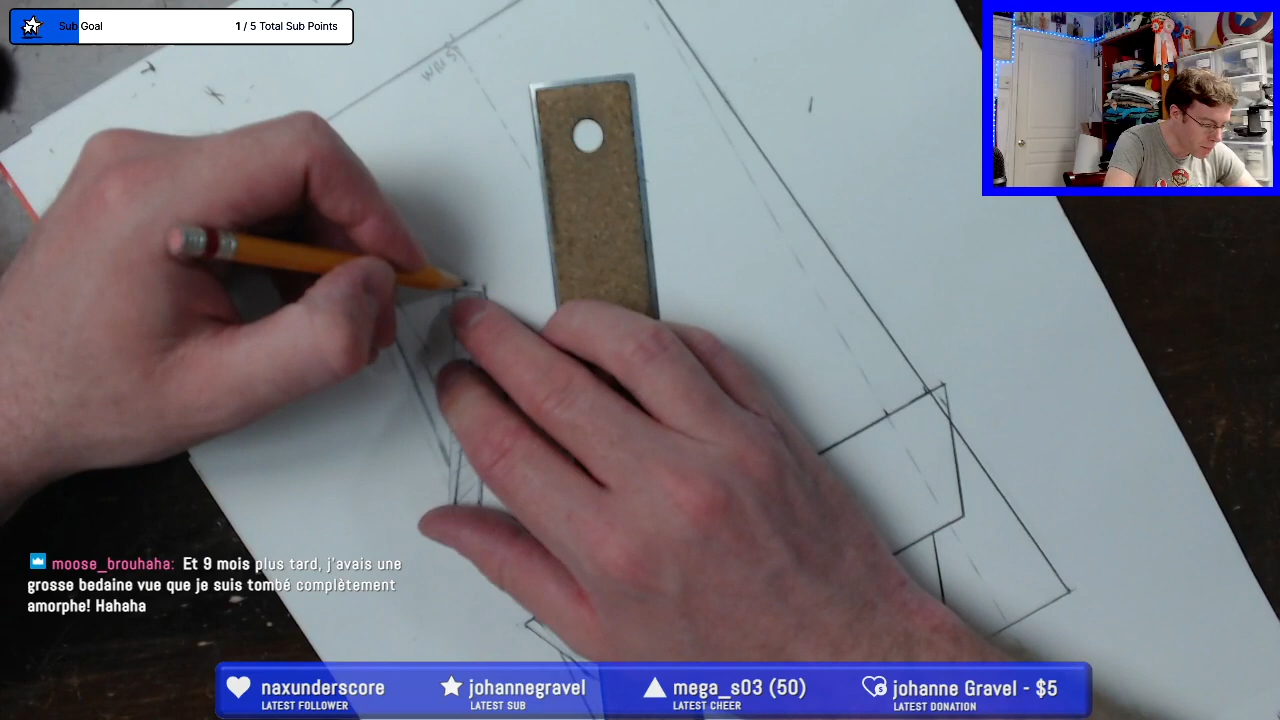 Sub Goal 1 / 5 Total Sub Points
WRIST
moose_brouhaha: Et 9 mois plus tard, j'avais une
grosse bedaine vue que je suis tombé complètement
amorphe! Hahaha
naxunderscore johannegravel mega_s03 (50) johanne Gravel - $5
LATEST FOLLOWER LATEST SUB LATEST CHEER LATEST DONATION